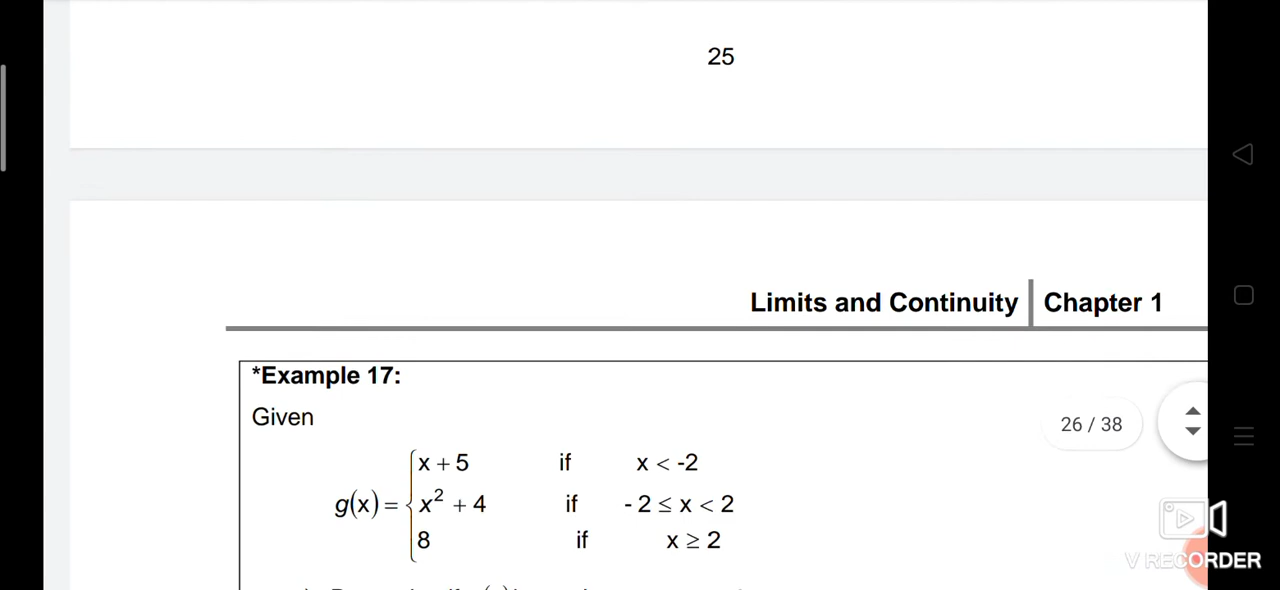 25
Limits and Continuity Chapter 1
*Example 17:
Given
26 / 38
x + 5 if x < -2
g(x) = { x² + 4 if - 2 ≤ x < 2
8 if x ≥ 2
V RECORDER